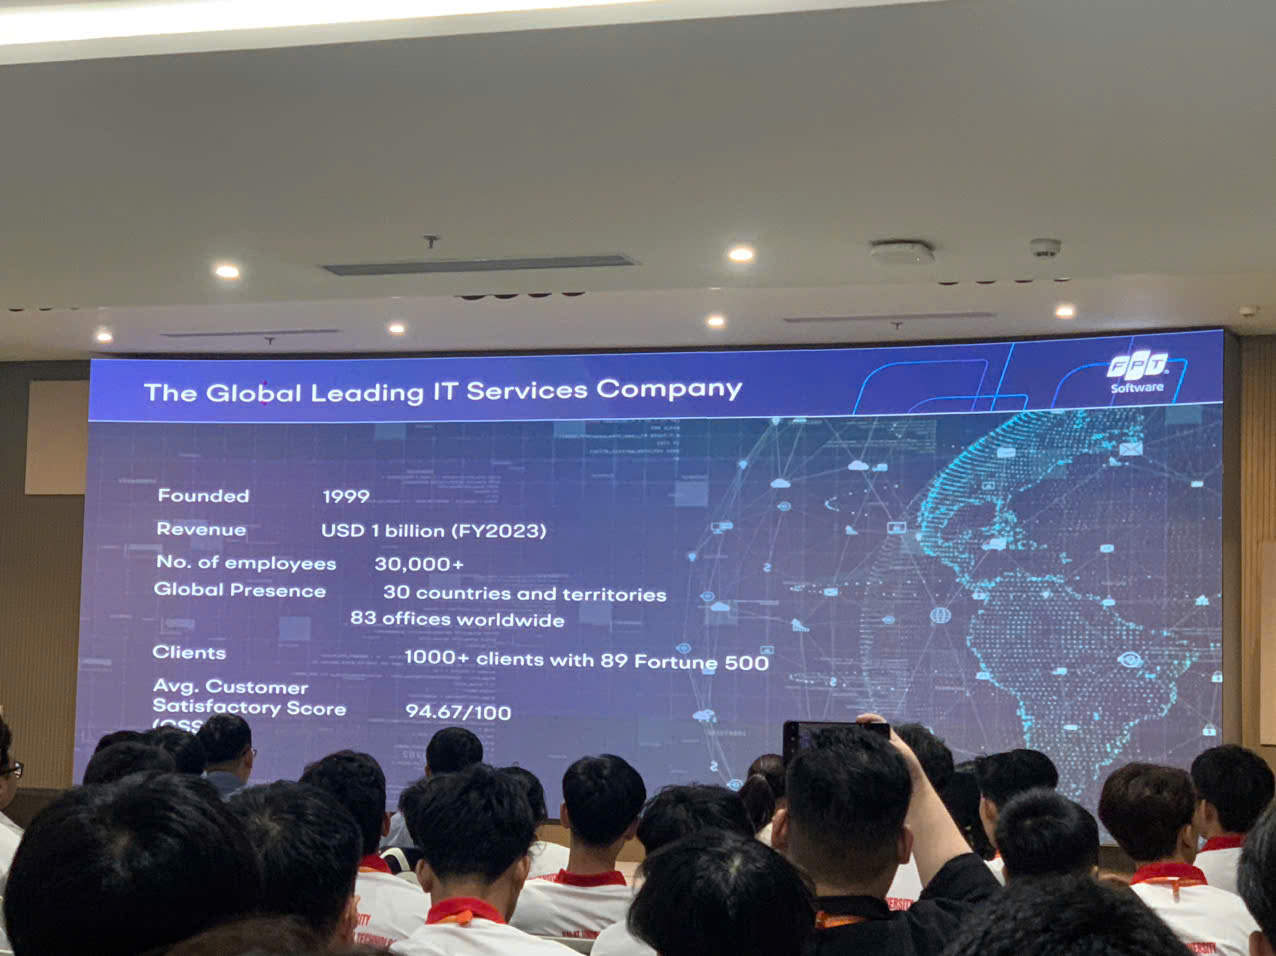 The Global Leading IT Services Company
FPT
Software
Founded 1999
Revenue USD 1 billion (FY2023)
No. of employees 30,000+
Global Presence 30 countries and territories
83 offices worldwide
Clients 1000+ clients with 89 Fortune 500
Avg. Customer
Satisfactory Score 94.67/100